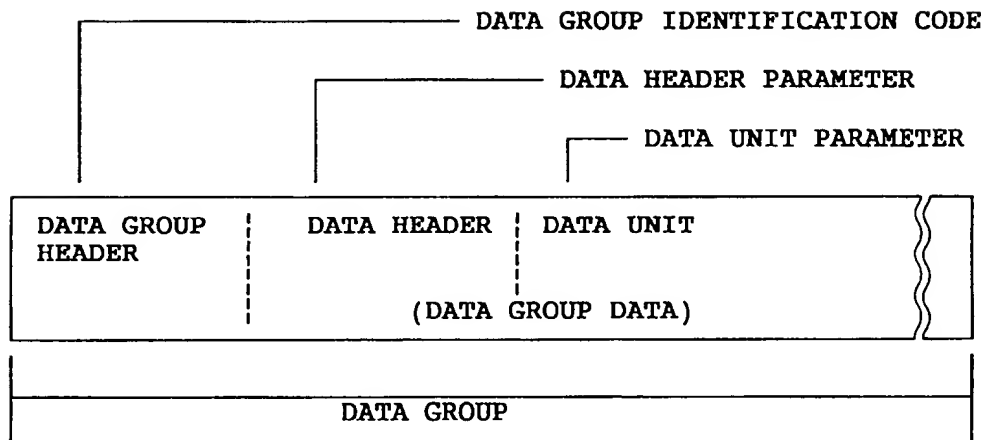 DATA GROUP IDENTIFICATION CODE
DATA HEADER PARAMETER
DATA UNIT PARAMETER
DATA GROUP HEADER
DATA HEADER
DATA UNIT
(DATA GROUP DATA)
DATA GROUP